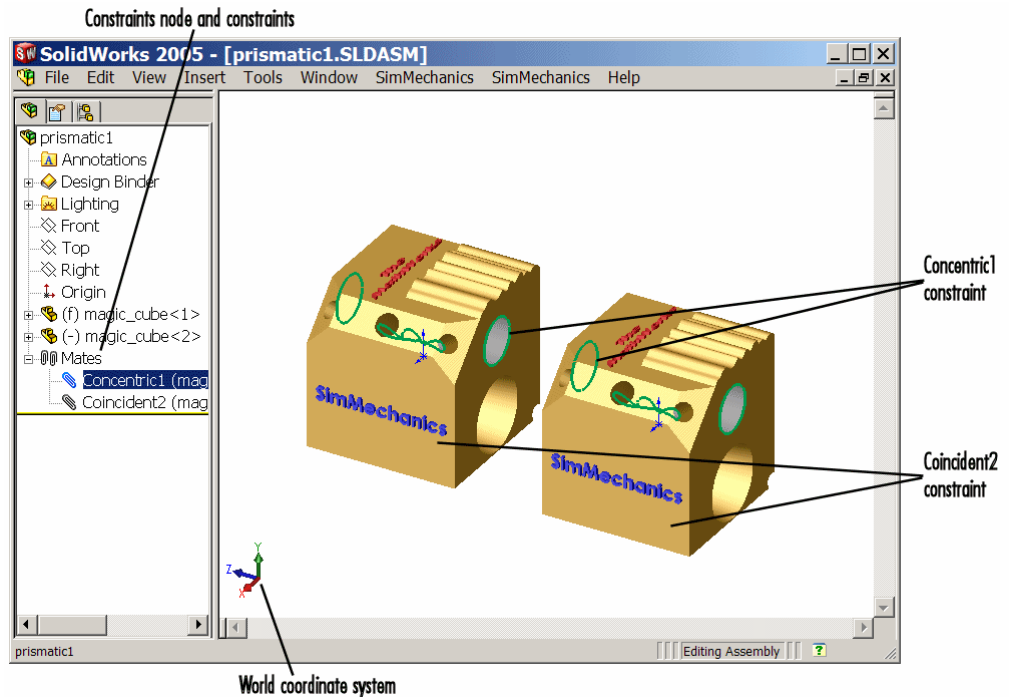 Constraints node and constraints
SolidWorks 2005 - [prismatic1.SLDASM]
File Edit View Insert Tools Window SimMechanics SimMechanics Help
prismatic1
A Annotations
Design Binder
Lighting
Front
Top
Right
Origin
(f) magic_cube<1>
(-) magic_cube<2>
Mates
Concentric1 (mag
Coincident2 (mag
SimMechanics
SimMechanics
Concentric1
constraint
Coincident2
constraint
Y
Z
X
prismatic1
Editing Assembly
?
World coordinate system